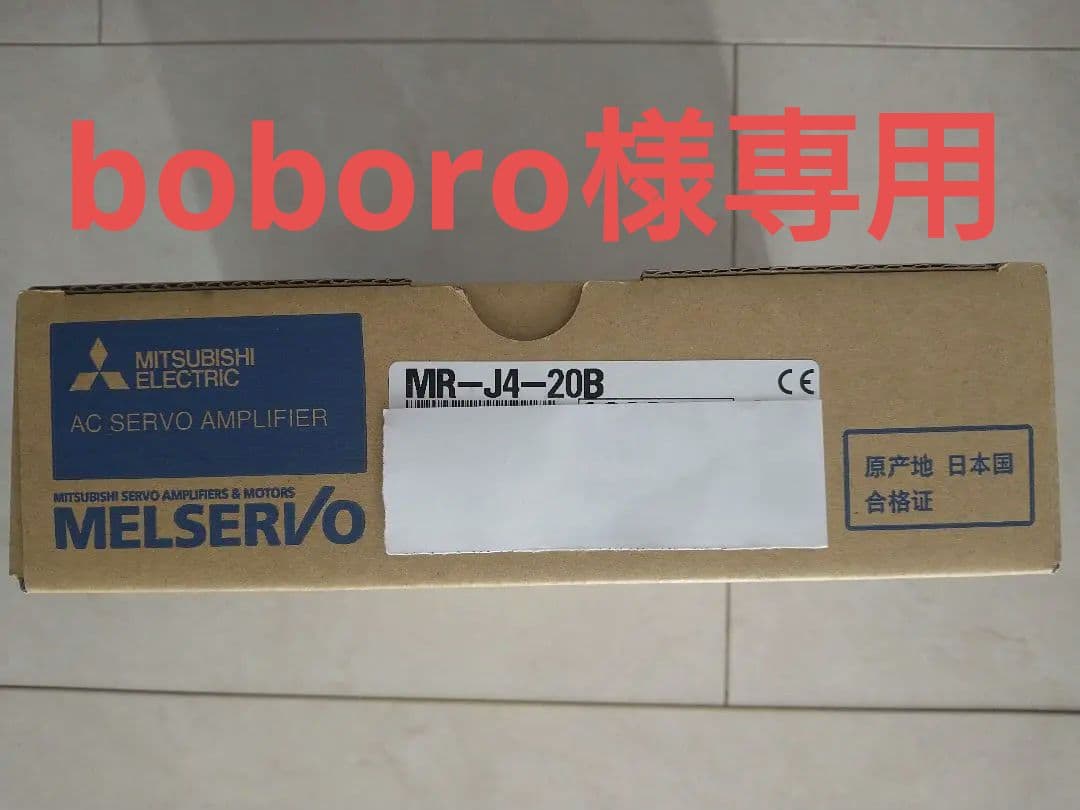 boboro様専用
MITSUBISHI
ELECTRIC
AC SERVO AMPLIFIER
MITSUBISHI SERVO AMPLIFIERS & MOTORS
MELSERVO
MR-J4-20B
CE
原产地 日本国
合格证